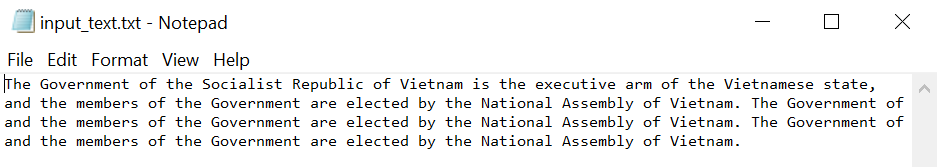 input_text.txt - Notepad
File Edit Format View Help
The Government of the Socialist Republic of Vietnam is the executive arm of the Vietnamese state,
and the members of the Government are elected by the National Assembly of Vietnam. The Government of
and the members of the Government are elected by the National Assembly of Vietnam. The Government of
and the members of the Government are elected by the National Assembly of Vietnam.